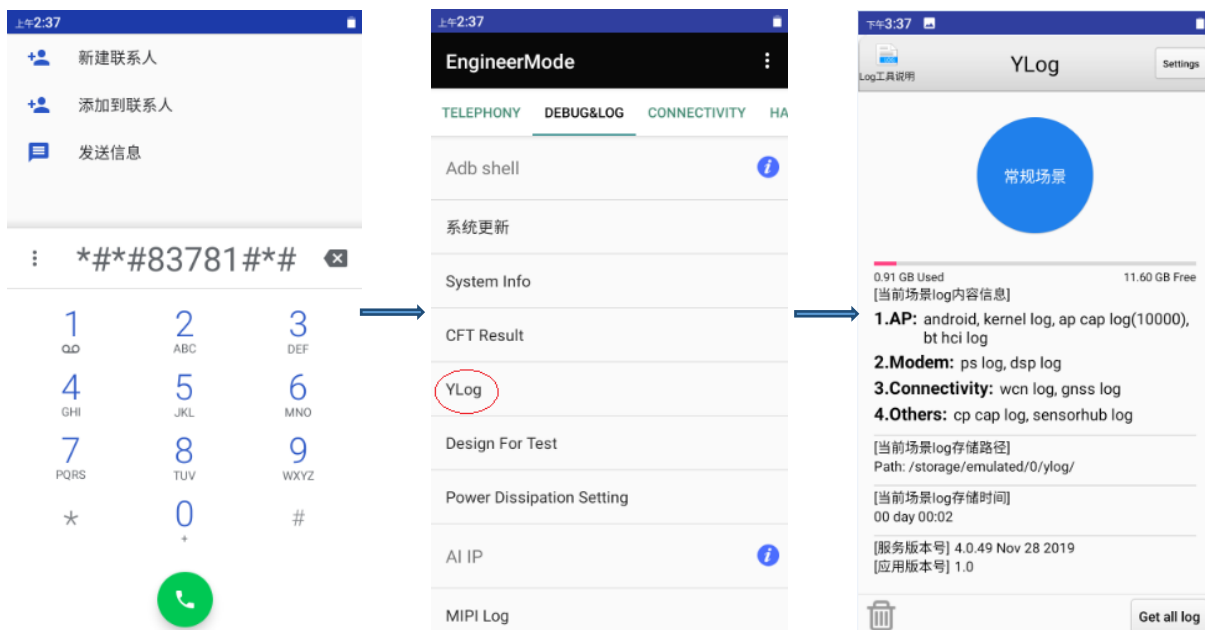 上午2:37
新建联系人
添加到联系人
发送信息
*#*#83781#*#
1
2
ABC
3
DEF
4
GHI
5
JKL
6
MNO
7
PQRS
8
TUV
9
WXYZ
*
0
+
#
上午2:37
EngineerMode
TELEPHONY DEBUG&LOG CONNECTIVITY HA
Adb shell
i
系统更新
System Info
CFT Result
YLog
Design For Test
Power Dissipation Setting
AI IP
i
MIPI Log
下午3:37
LOG
Log工具说明
YLog
Settings
常规场景
0.91 GB Used 11.60 GB Free
[当前场景log内容信息]
1.AP: android, kernel log, ap cap log(10000),
bt hci log
2.Modem: ps log, dsp log
3.Connectivity: wcn log, gnss log
4.Others: cp cap log, sensorhub log
[当前场景log存储路径]
Path: /storage/emulated/0/ylog/
[当前场景log存储时间]
00 day 00:02
[服务版本号] 4.0.49 Nov 28 2019
[应用版本号] 1.0
Get all log